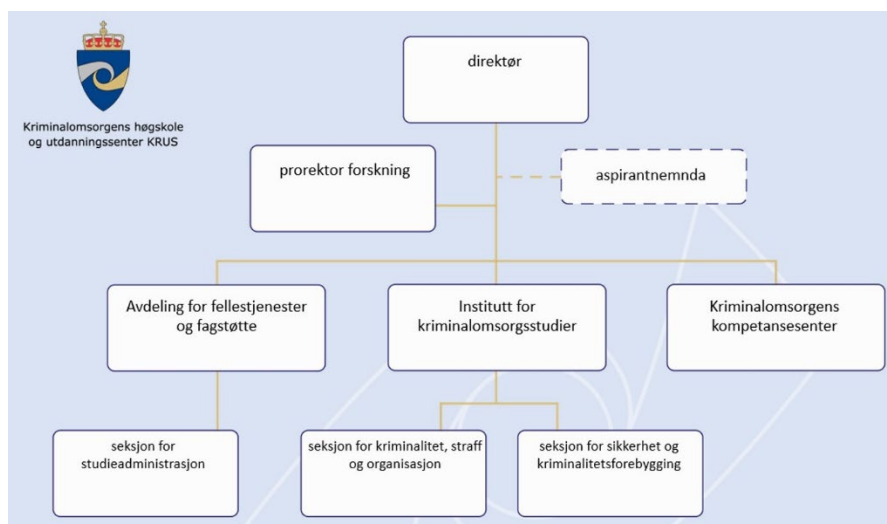 Kriminalomsorgens høgskole
og utdanningssenter KRUS
direktør
prorektor forskning
aspirantnemnda
Avdeling for fellestjenester
og fagstøtte
Institutt for
kriminalomsorgsstudier
Kriminalomsorgens
kompetansesenter
seksjon for
studieadministrasjon
seksjon for kriminalitet, straff
og organisasjon
seksjon for sikkerhet og
kriminalitetsforebygging